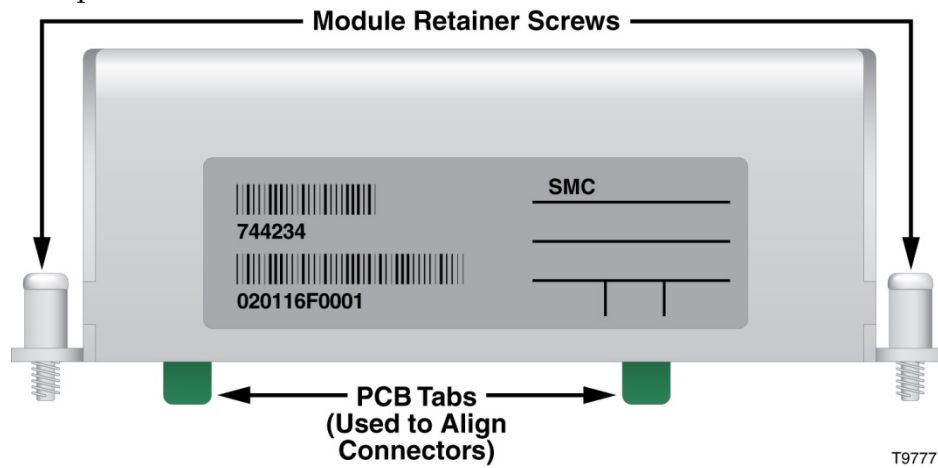 Module Retainer Screws
SMC
744234
020116F0001
PCB Tabs
(Used to Align
Connectors)
T9777